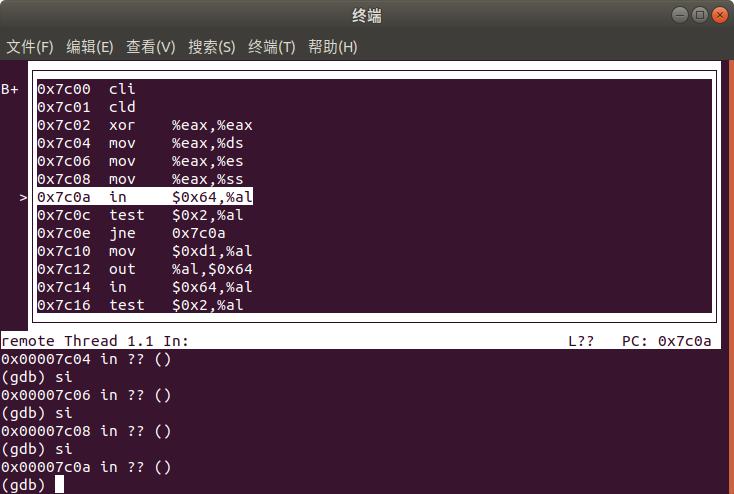 终端
文件(F) 编辑(E) 查看(V) 搜索(S) 终端(T) 帮助(H)
B+ 0x7c00 cli
0x7c01 cld
0x7c02 xor %eax,%eax
0x7c04 mov %eax,%ds
0x7c06 mov %eax,%es
0x7c08 mov %eax,%ss
> 0x7c0a in $0x64,%al
0x7c0c test $0x2,%al
0x7c0e jne 0x7c0a
0x7c10 mov $0xd1,%al
0x7c12 out %al,$0x64
0x7c14 in $0x64,%al
0x7c16 test $0x2,%al
remote Thread 1.1 In: L?? PC: 0x7c0a
0x00007c04 in ?? ()
(gdb) si
0x00007c06 in ?? ()
(gdb) si
0x00007c08 in ?? ()
(gdb) si
0x00007c0a in ?? ()
(gdb)